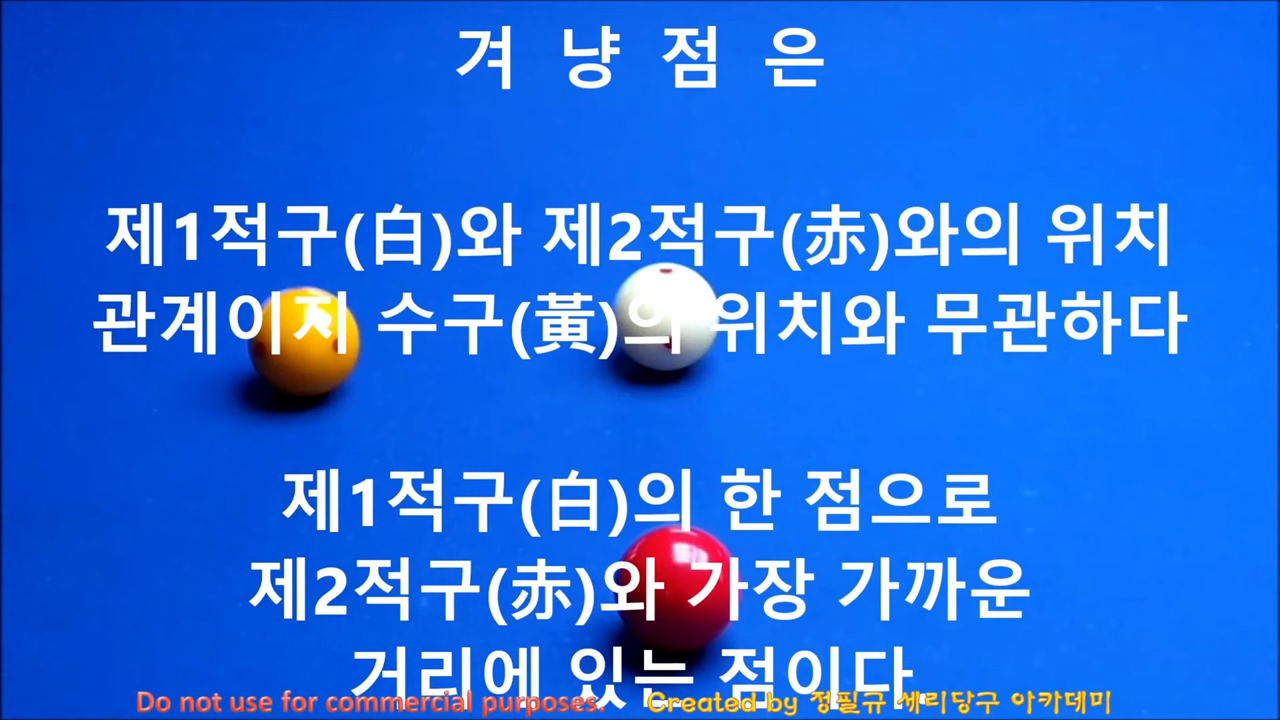 겨 냥 점 은
제1적구(白)와 제2적구(赤)와의 위치
관계이지 수구(黃)의 위치와 무관하다
제1적구(白)의 한 점으로
제2적구(赤)와 가장 가까운
거리에 있는 점이다.
Do not use for commercial purposes. Created by 정필규 세리당구 아카데미